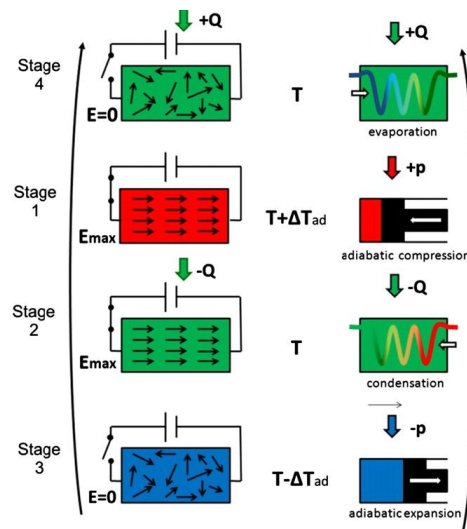 +Q
+Q
Stage
4
E=0
T
evaporation
+p
Stage
1
Emax
T+ΔTad
adiabatic compression
-Q
-Q
Stage
2
Emax
T
condensation
-p
Stage
3
E=0
T-ΔTad
adiabatic expansion